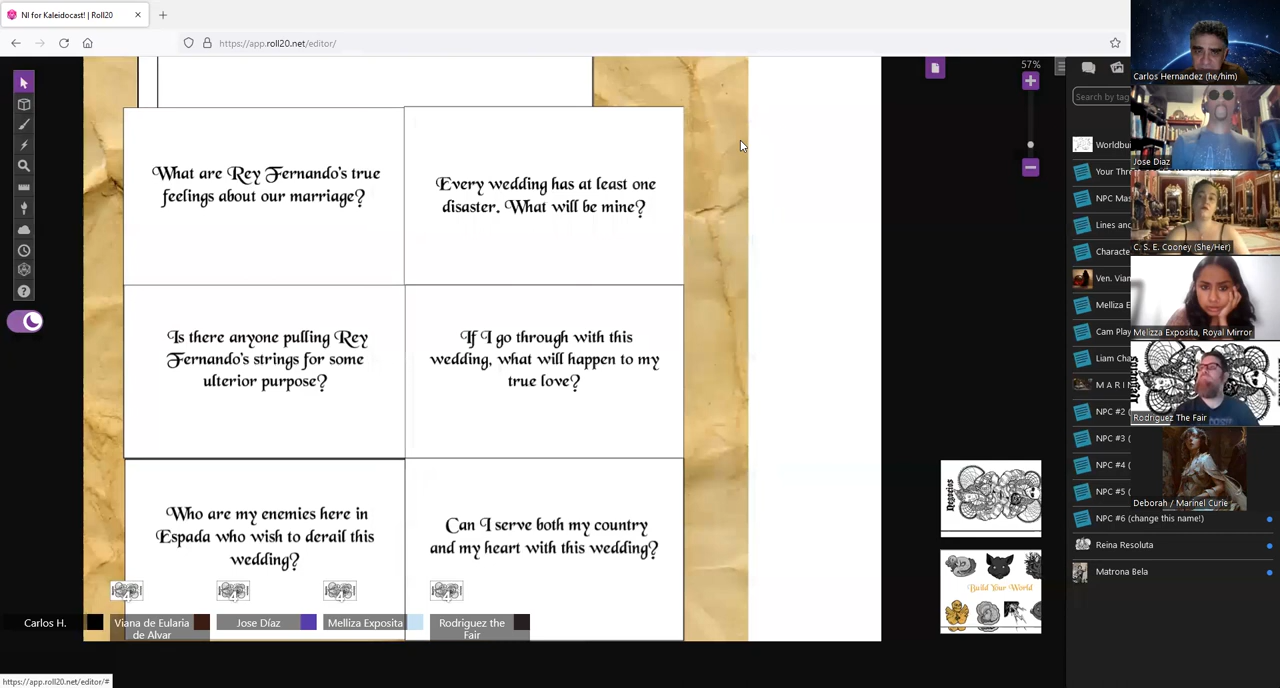 NI for Kaleidocast! | Roll20
https://app.roll20.net/editor/
57%
What are Rey Fernando's true
feelings about our marriage?
Every wedding has at least one
disaster. What will be mine?
Is there anyone pulling Rey
Fernando's strings for some
ulterior purpose?
If I go through with this
wedding, what will happen to my
true love?
Who are my enemies here in
Espada who wish to derail this
wedding?
Can I serve both my country
and my heart with this wedding?
Carlos H.
Viana de Eularia
de Alvar
Jose Díaz
Melliza Exposita
Rodriguez the
Fair
Negocios
Build Your World
Search by tag
Worldbui
Your Thr
NPC Mas
Lines and
Characte
Ven. Vian
Melliza E
Cam Play
Liam Cha
M A R I N
NPC #2 (
NPC #3 (
NPC #4 (
NPC #5 (
NPC #6 (change this name!)
Reina Resoluta
Matrona Bela
Carlos Hernandez (he/him)
Jose Diaz
C. S. E. Cooney (She/Her)
Melizza Exposita, Royal Mirror
Rodriguez The Fair
Deborah / Marinel Curie
https://app.roll20.net/editor/#